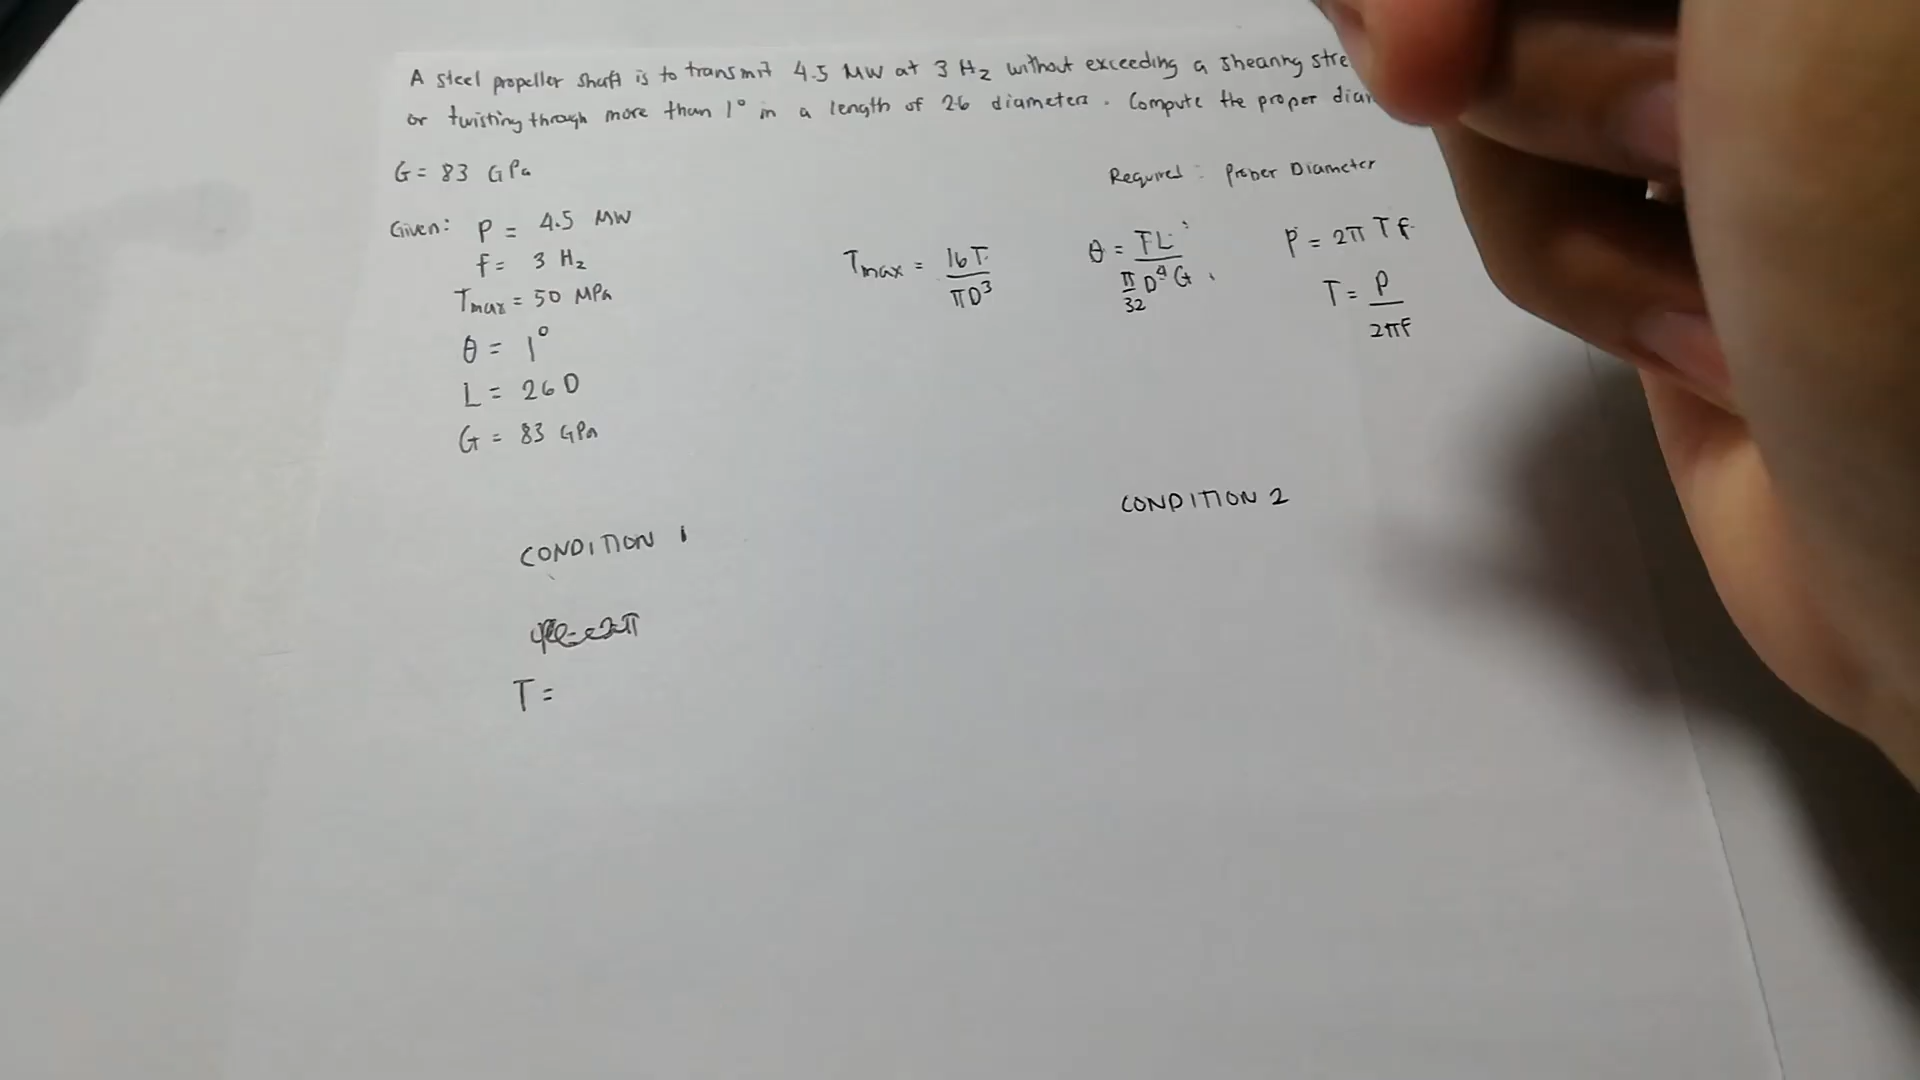 A steel propeller shaft is to transmit 4.5 MW at 3 Hz without exceeding a shearing stre
or twisting through more than 1° in a length of 26 diameters. Compute the proper diam
G = 83 GPa
Required: Proper Diameter
Given: P = 4.5 MW
f = 3 Hz
Tmax = 50 MPa
θ = 1°
L = 26 D
G = 83 GPa
Tmax = 16T / πD³
θ = TL / π/32 D⁴ G
P = 2π T f
T = P / 2πf
CONDITION 1
CONDITION 2
T =